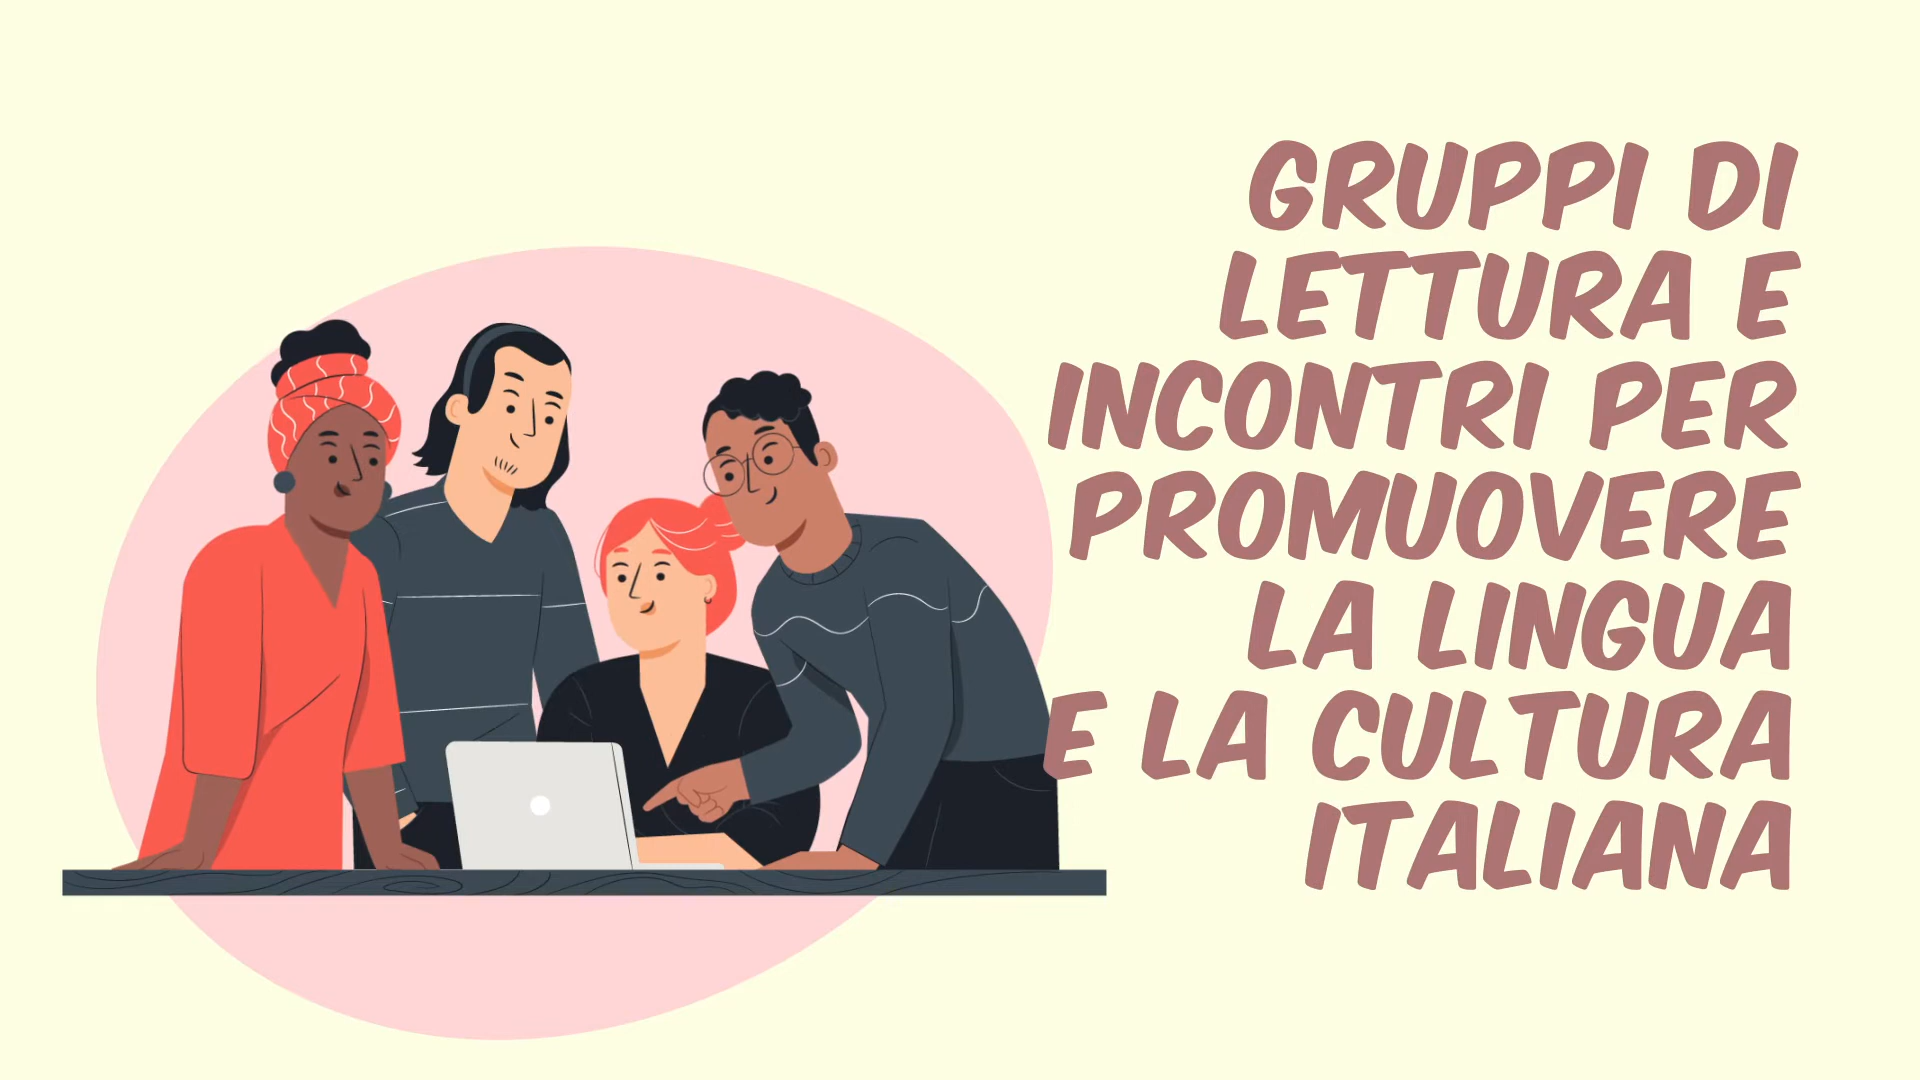 GRUPPI DI
LETTURA E
INCONTRI PER
PROMUOVERE
LA LINGUA
E LA CULTURA
ITALIANA